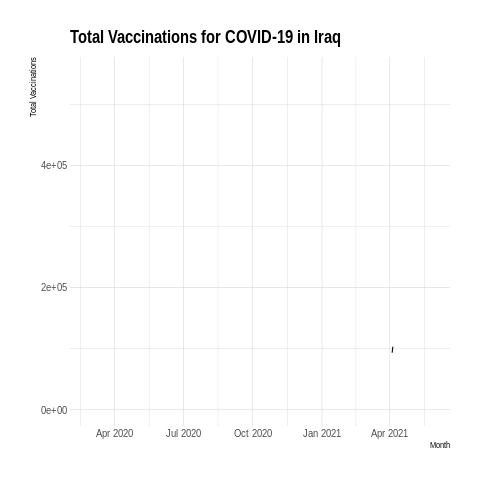 Total Vaccinations for COVID-19 in Iraq
Total Vaccinations
4e+05
2e+05
0e+00
Apr 2020 Jul 2020 Oct 2020 Jan 2021 Apr 2021
Month